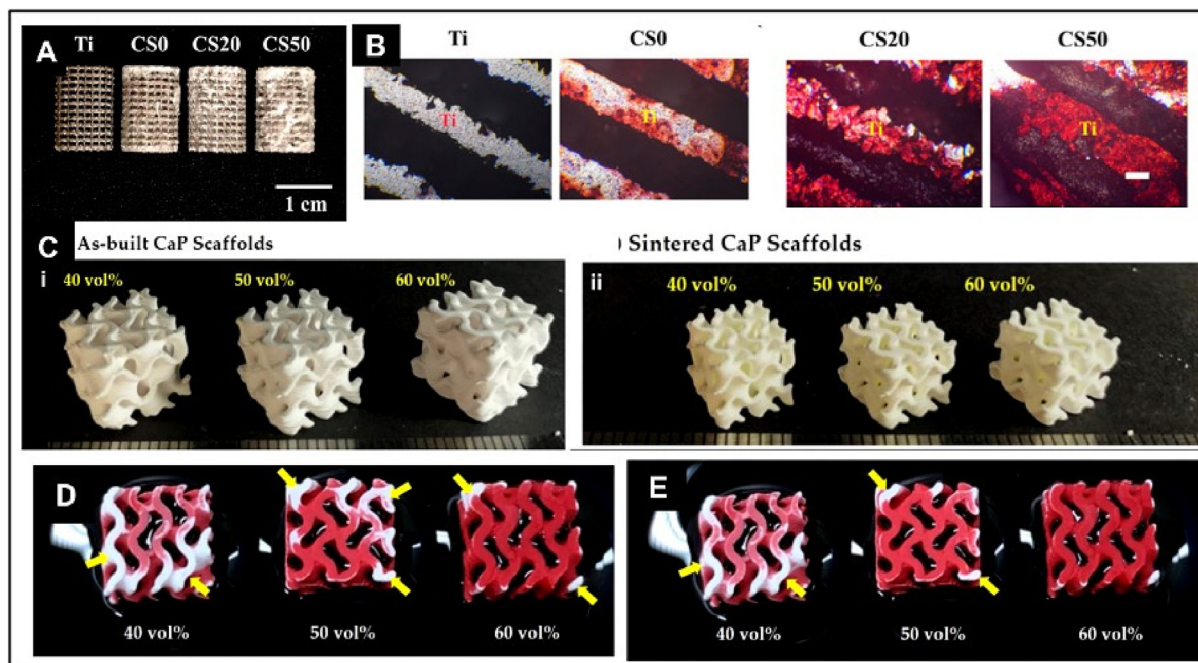 A
Ti CS0 CS20 CS50
1 cm
B
Ti CS0 CS20 CS50
Ti Ti Ti Ti
C As-built CaP Scaffolds
i
40 vol% 50 vol% 60 vol%
) Sintered CaP Scaffolds
ii
40 vol% 50 vol% 60 vol%
D
40 vol% 50 vol% 60 vol%
E
40 vol% 50 vol% 60 vol%